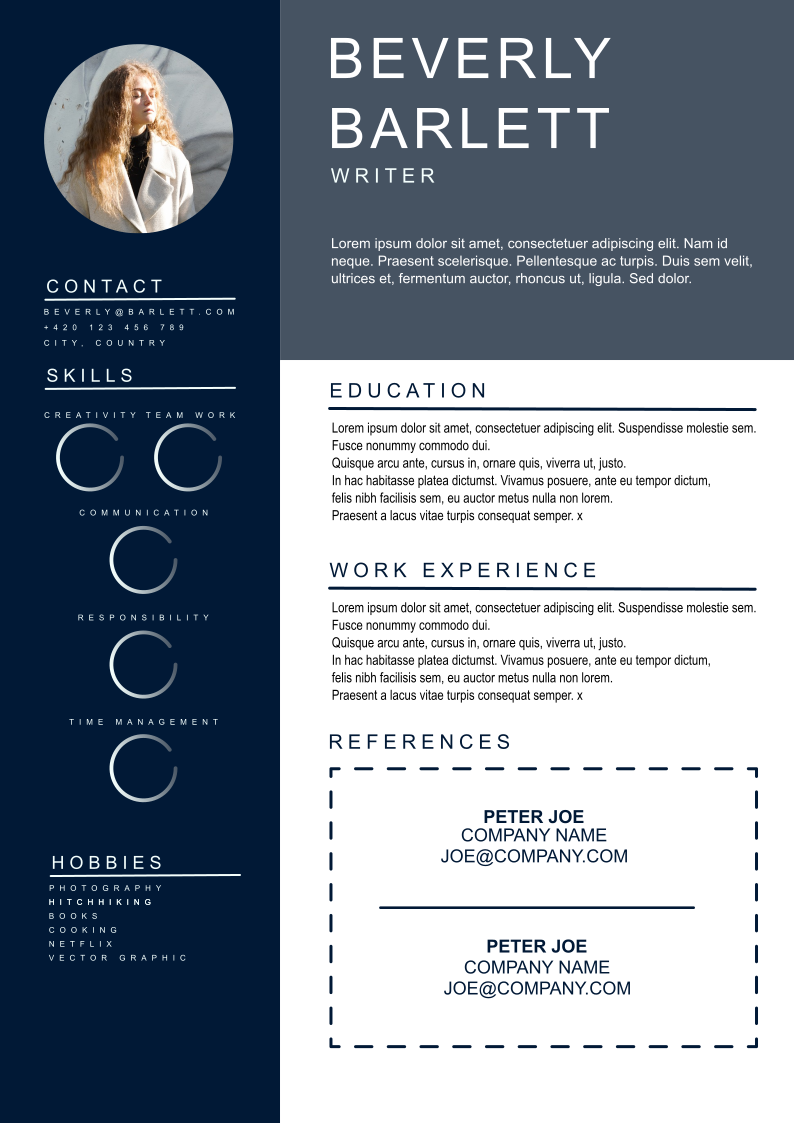 BEVERLY
BARLETT
WRITER
Lorem ipsum dolor sit amet, consectetuer adipiscing elit. Nam id
neque. Praesent scelerisque. Pellentesque ac turpis. Duis sem velit,
ultrices et, fermentum auctor, rhoncus ut, ligula. Sed dolor.
CONTACT
BEVERLY@BARLETT.COM
+420 123 456 789
CITY, COUNTRY
SKILLS
CREATIVITY TEAM WORK
COMMUNICATION
RESPONSIBILITY
TIME MANAGEMENT
HOBBIES
PHOTOGRAPHY
HITCHHIKING
BOOKS
COOKING
NETFLIX
VECTOR GRAPHIC
EDUCATION
Lorem ipsum dolor sit amet, consectetuer adipiscing elit. Suspendisse molestie sem.
Fusce nonummy commodo dui.
Quisque arcu ante, cursus in, ornare quis, viverra ut, justo.
In hac habitasse platea dictumst. Vivamus posuere, ante eu tempor dictum,
felis nibh facilisis sem, eu auctor metus nulla non lorem.
Praesent a lacus vitae turpis consequat semper. x
WORK EXPERIENCE
Lorem ipsum dolor sit amet, consectetuer adipiscing elit. Suspendisse molestie sem.
Fusce nonummy commodo dui.
Quisque arcu ante, cursus in, ornare quis, viverra ut, justo.
In hac habitasse platea dictumst. Vivamus posuere, ante eu tempor dictum,
felis nibh facilisis sem, eu auctor metus nulla non lorem.
Praesent a lacus vitae turpis consequat semper. x
REFERENCES
PETER JOE
COMPANY NAME
JOE@COMPANY.COM
PETER JOE
COMPANY NAME
JOE@COMPANY.COM